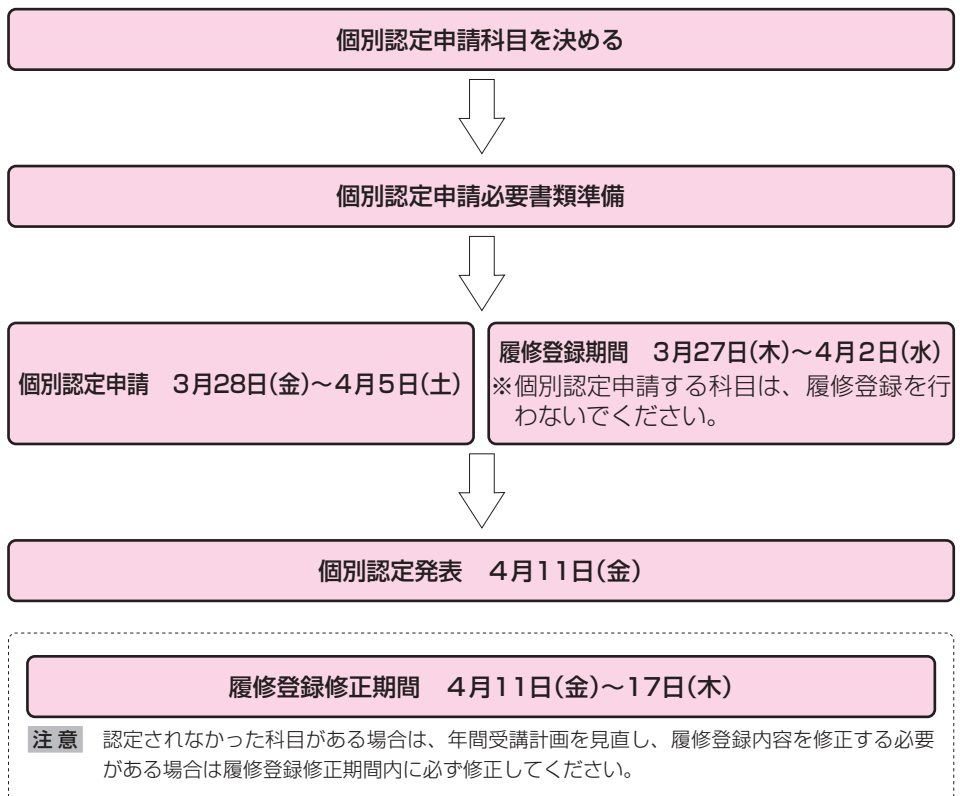 個別認定申請科目を決める
個別認定申請必要書類準備
個別認定申請　３月28日(金)～４月５日(土)
履修登録期間　３月27日(木)～４月２日(水)
※個別認定申請する科目は、履修登録を行
わないでください。
個別認定発表　４月11日(金)
履修登録修正期間　４月11日(金)～17日(木)
注意　認定されなかった科目がある場合は、年間受講計画を見直し、履修登録内容を修正する必要
がある場合は履修登録修正期間内に必ず修正してください。